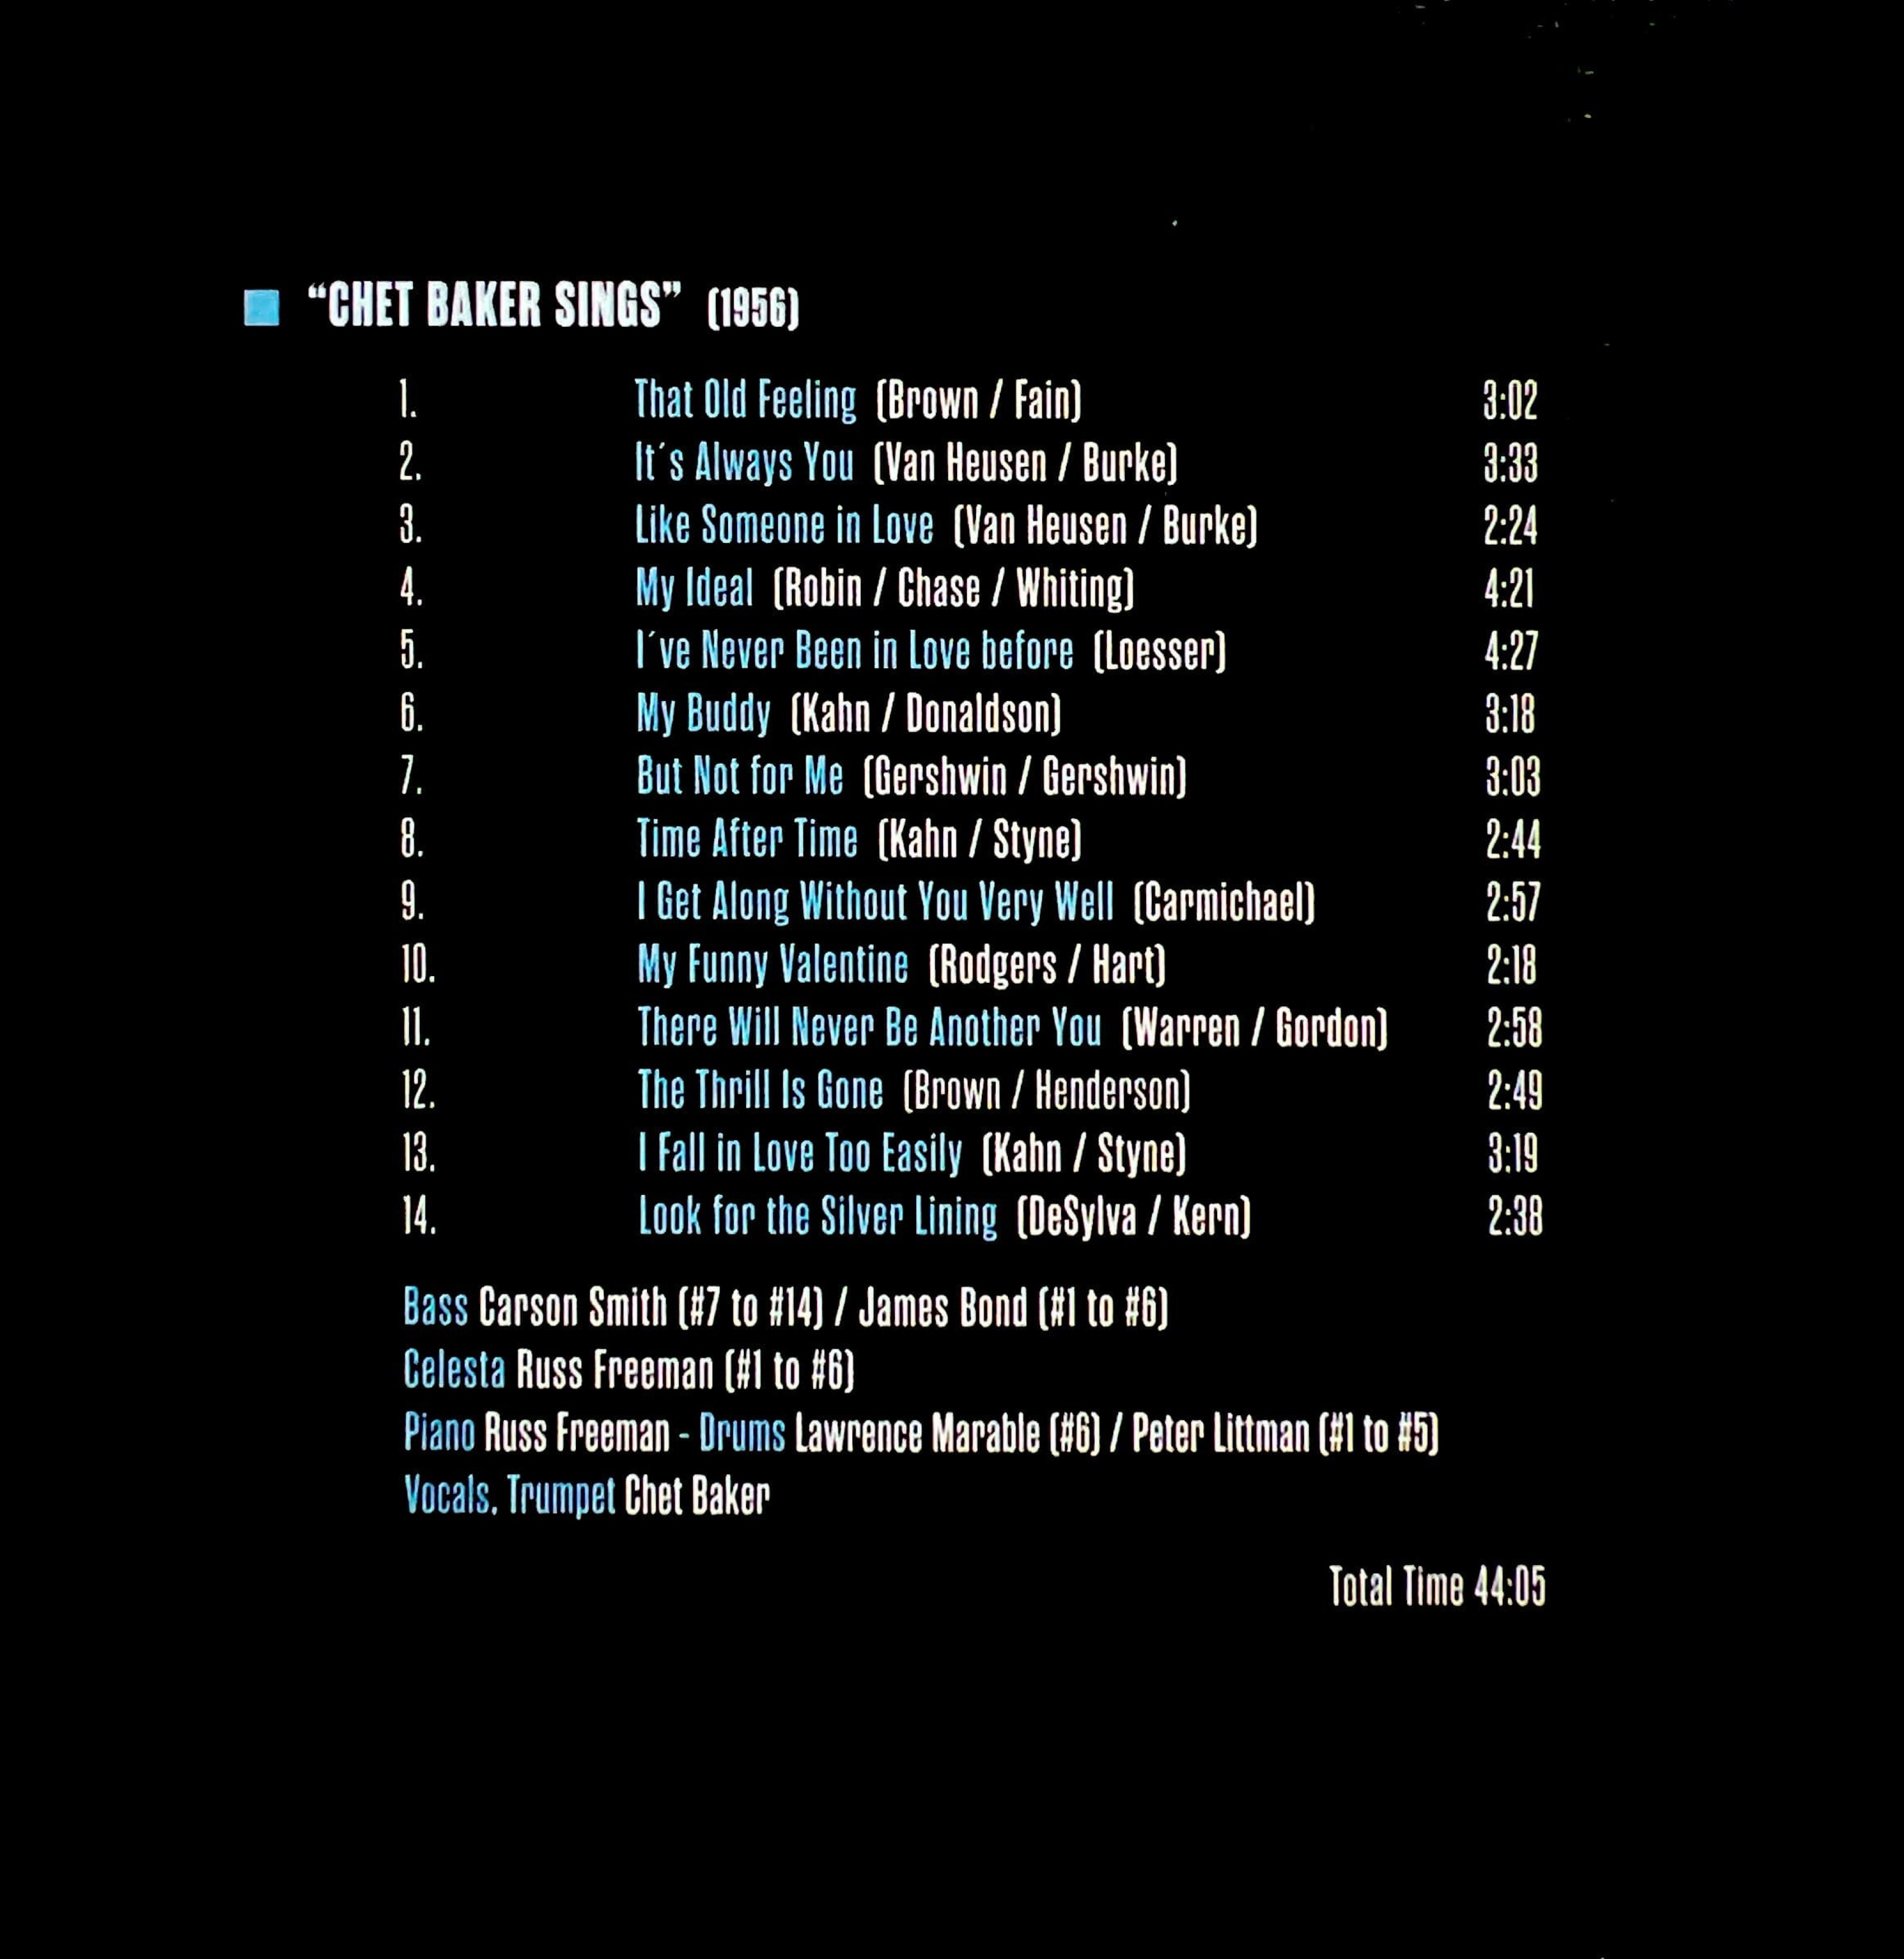 “CHET BAKER SINGS” (1956)
1. That Old Feeling (Brown / Fain) 3:02
2. It´s Always You (Van Heusen / Burke) 3:33
3. Like Someone in Love (Van Heusen / Burke) 2:24
4. My Ideal (Robin / Chase / Whiting) 4:21
5. I´ve Never Been in Love before (Loesser) 4:27
6. My Buddy (Kahn / Donaldson) 3:18
7. But Not for Me (Gershwin / Gershwin) 3:03
8. Time After Time (Kahn / Styne) 2:44
9. I Get Along Without You Very Well (Carmichael) 2:57
10. My Funny Valentine (Rodgers / Hart) 2:18
11. There Will Never Be Another You (Warren / Gordon) 2:58
12. The Thrill Is Gone (Brown / Henderson) 2:49
13. I Fall in Love Too Easily (Kahn / Styne) 3:19
14. Look for the Silver Lining (DeSylva / Kern) 2:38
Bass Carson Smith (#7 to #14) / James Bond (#1 to #6)
Celesta Russ Freeman (#1 to #6)
Piano Russ Freeman - Drums Lawrence Marable (#6) / Peter Littman (#1 to #5)
Vocals, Trumpet Chet Baker
Total Time 44:05